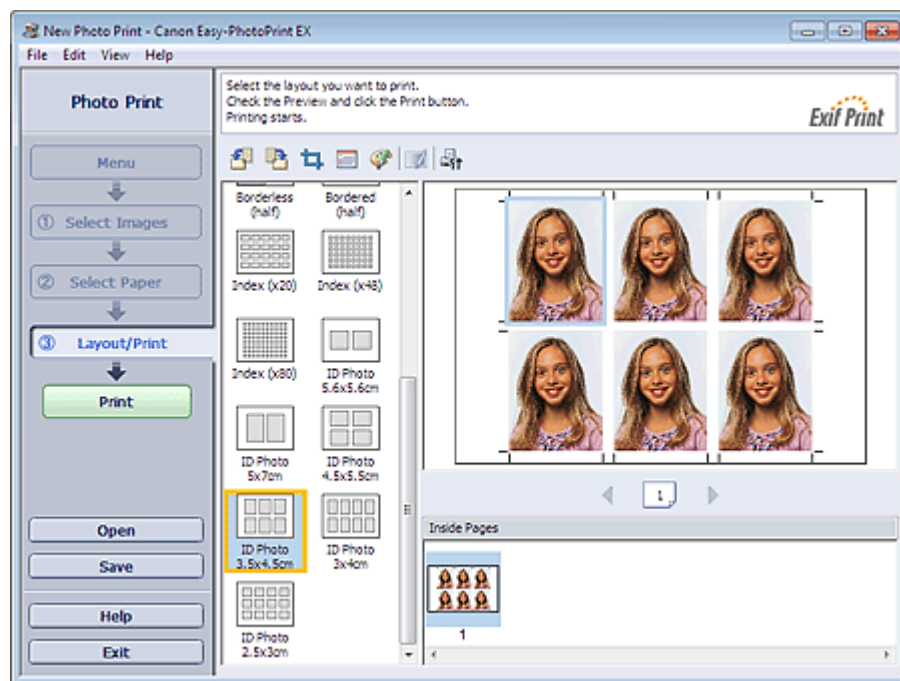 New Photo Print - Canon Easy-PhotoPrint EX
File Edit View Help
Photo Print
Select the layout you want to print.
Check the Preview and click the Print button.
Printing starts.
Exif Print
Menu
① Select Images
② Select Paper
③ Layout/Print
Print
Open
Save
Help
Exit
Borderless
(half)
Bordered
(half)
Index (x20)
Index (x48)
Index (x80)
ID Photo
5.6x5.6cm
ID Photo
5x7cm
ID Photo
4.5x5.5cm
ID Photo
3.5x4.5cm
ID Photo
3x4cm
ID Photo
2.5x3cm
1
Inside Pages
1